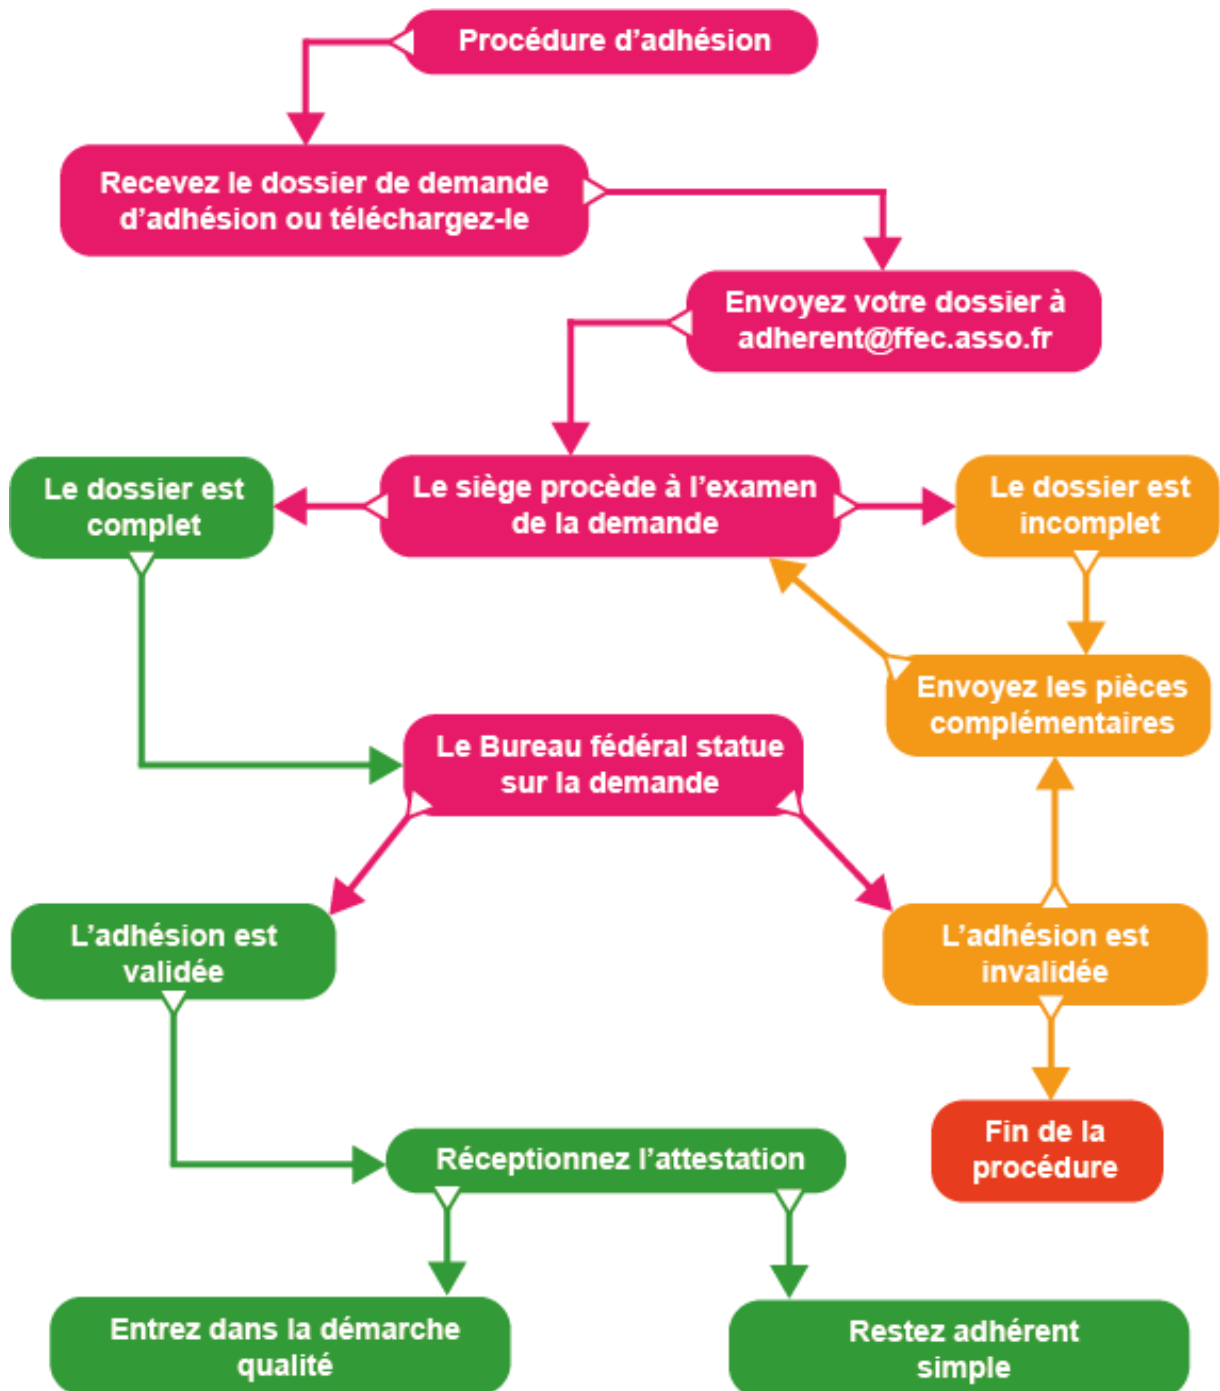 Procédure d’adhésion
Recevez le dossier de demande
d’adhésion ou téléchargez-le
Envoyez votre dossier à
adherent@ffec.asso.fr
Le dossier est
complet
Le siège procède à l’examen
de la demande
Le dossier est
incomplet
Envoyez les pièces
complémentaires
Le Bureau fédéral statue
sur la demande
L’adhésion est
validée
L’adhésion est
invalidée
Fin de la
procédure
Réceptionnez l’attestation
Entrez dans la démarche
qualité
Restez adhérent
simple